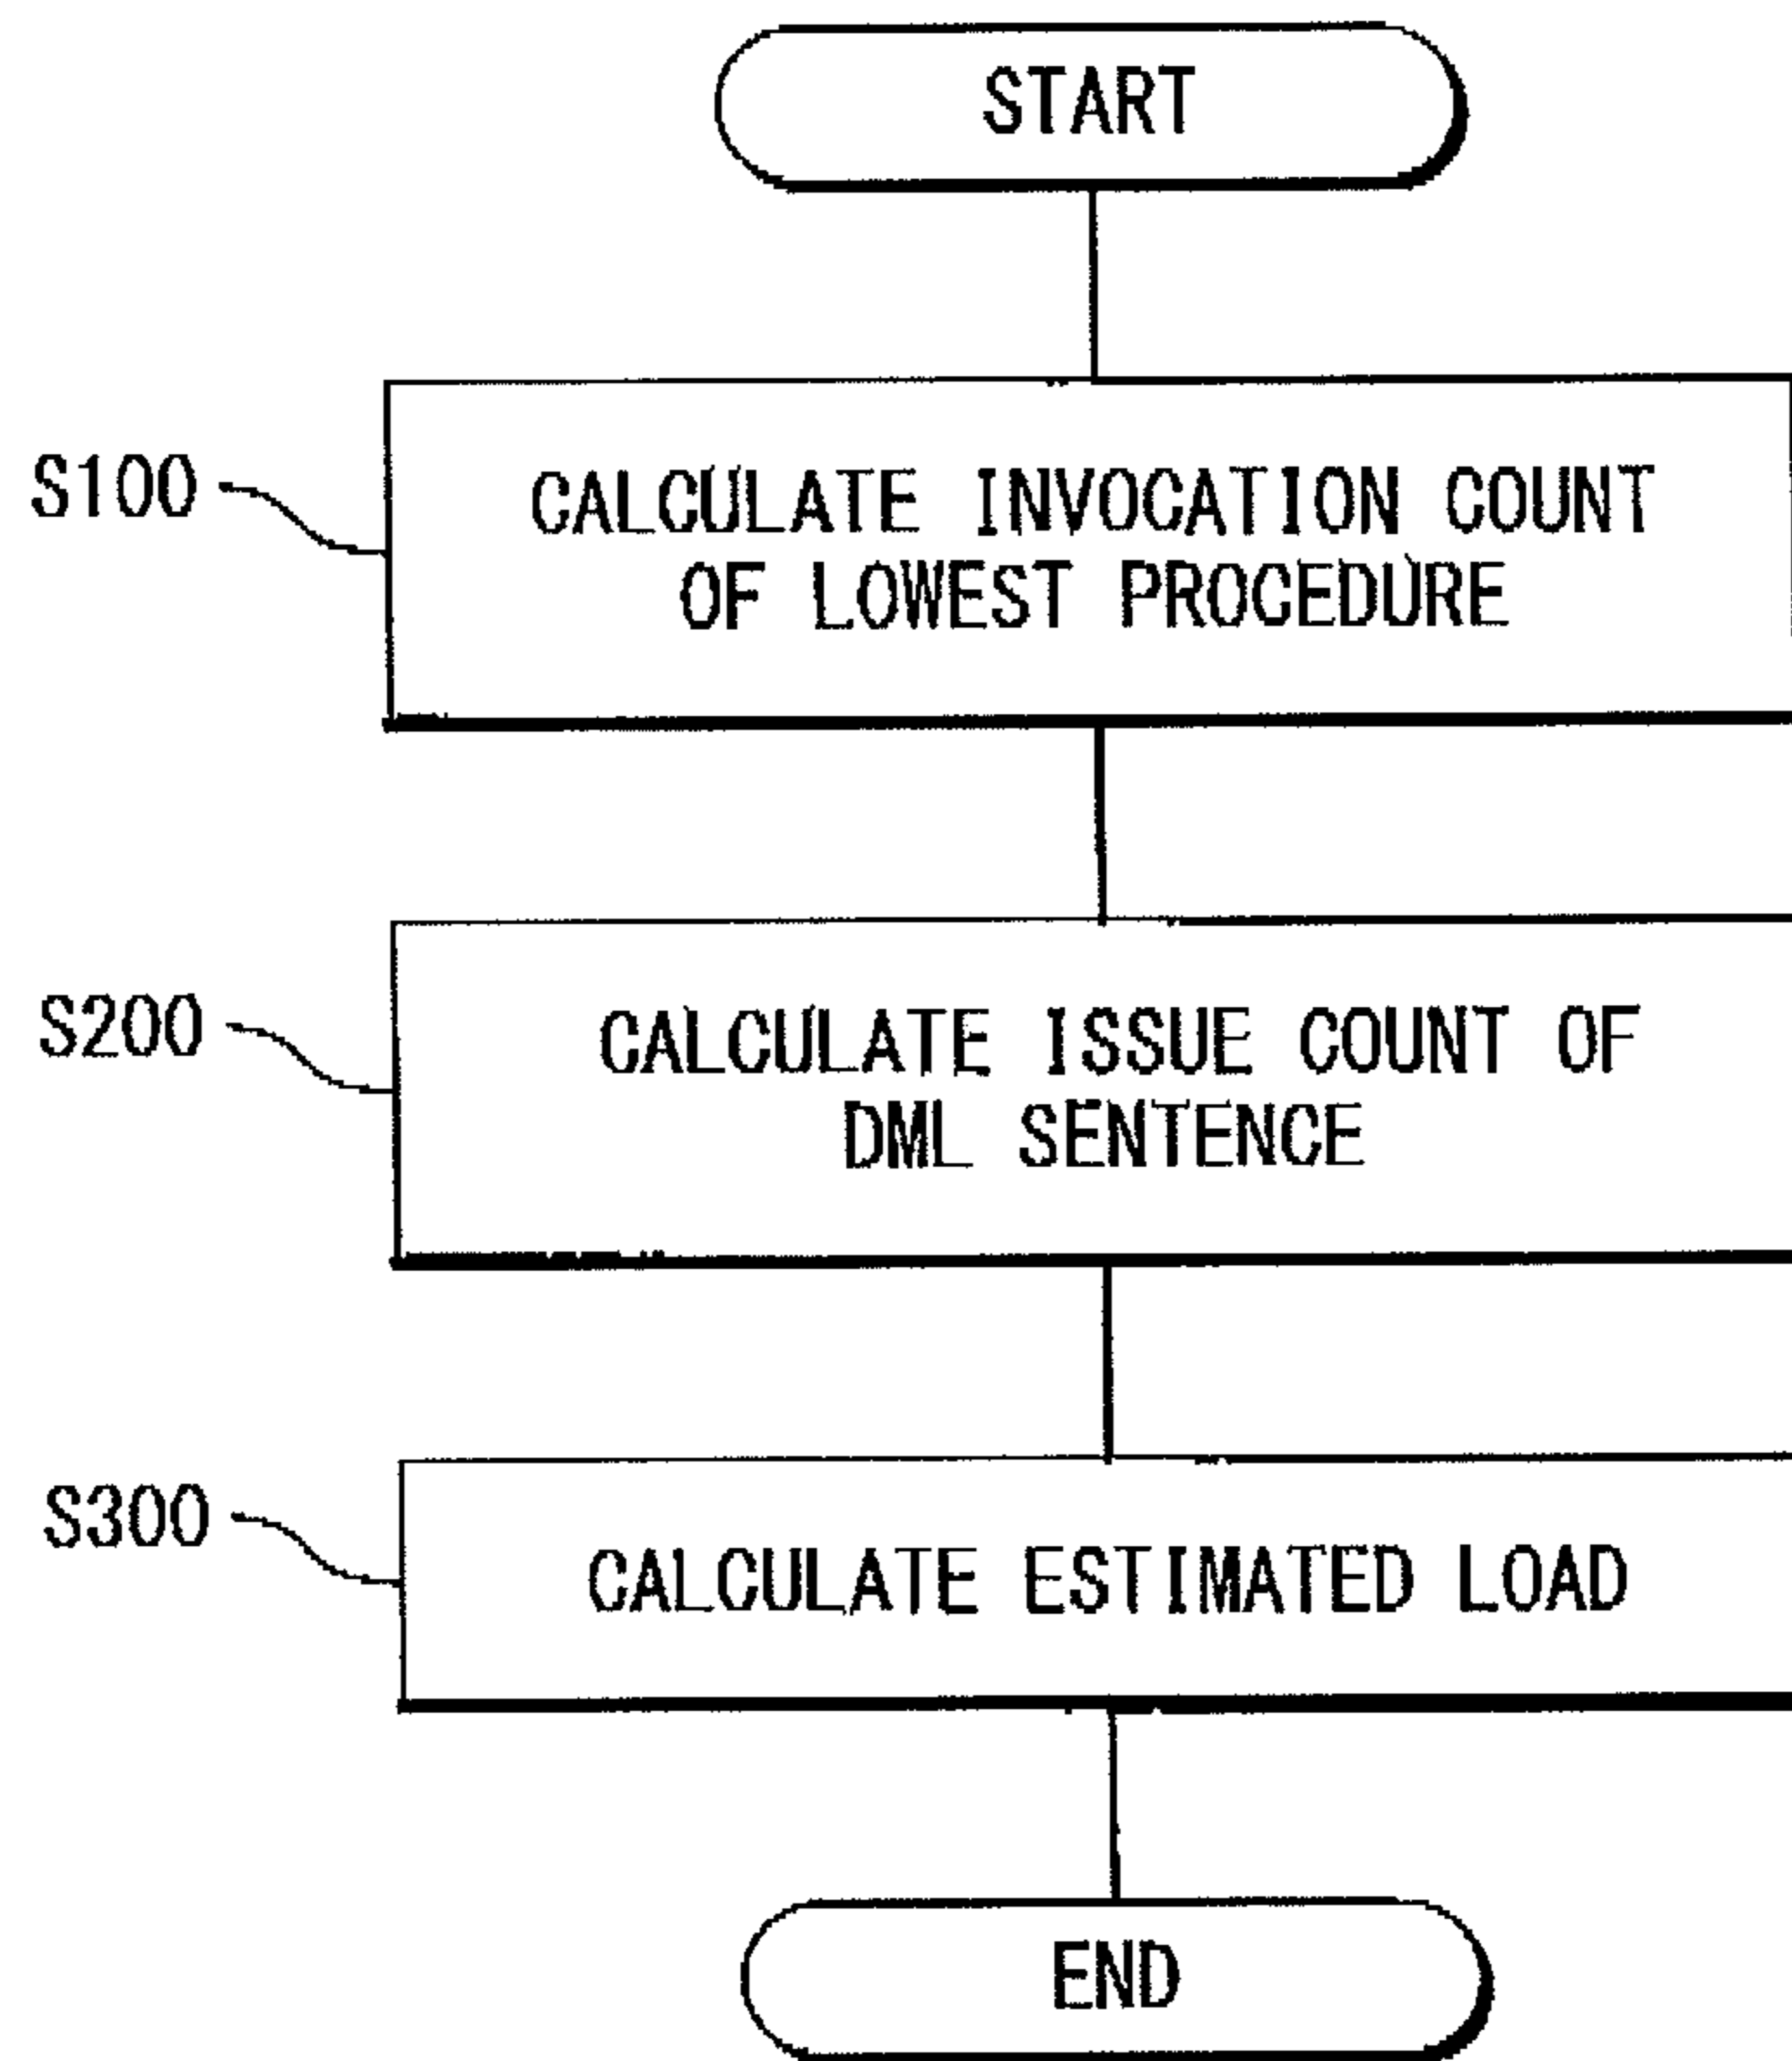 START
S100
CALCULATE INVOCATION COUNT
OF LOWEST PROCEDURE
S200
CALCULATE ISSUE COUNT OF
DML SENTENCE
S300
CALCULATE ESTIMATED LOAD
END